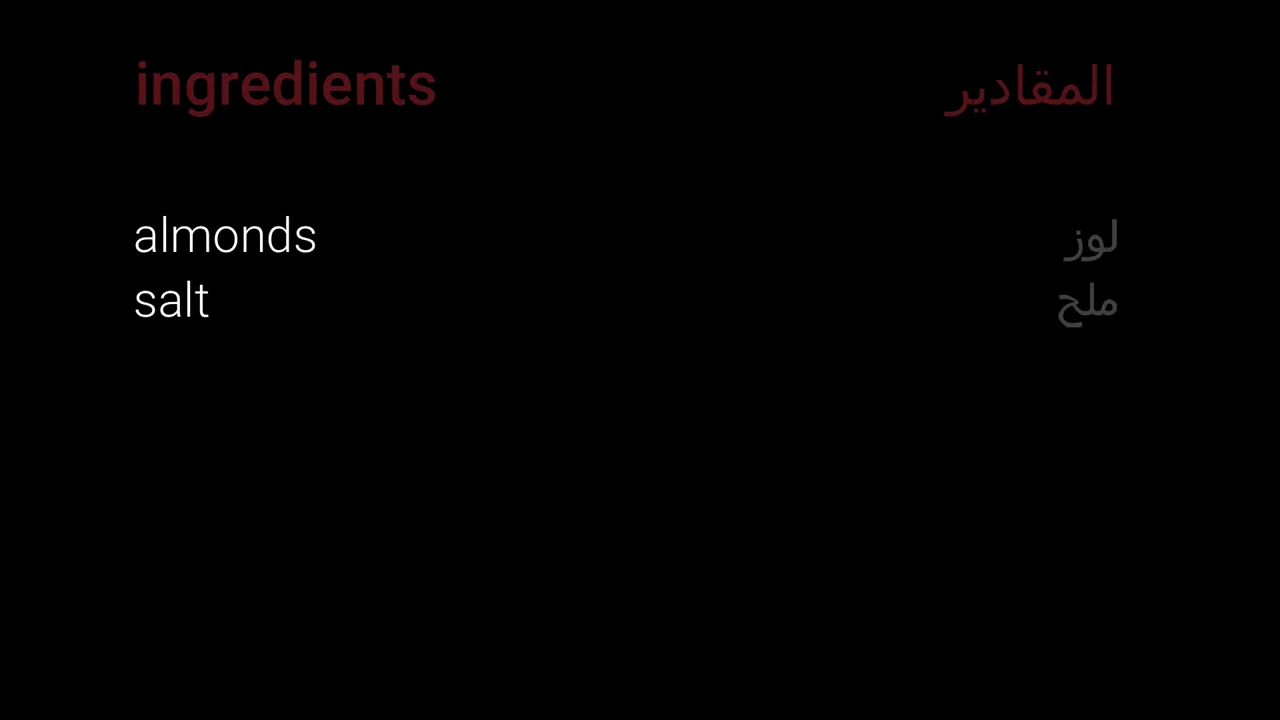 ingredients المقادير
almonds لوز
salt ملح